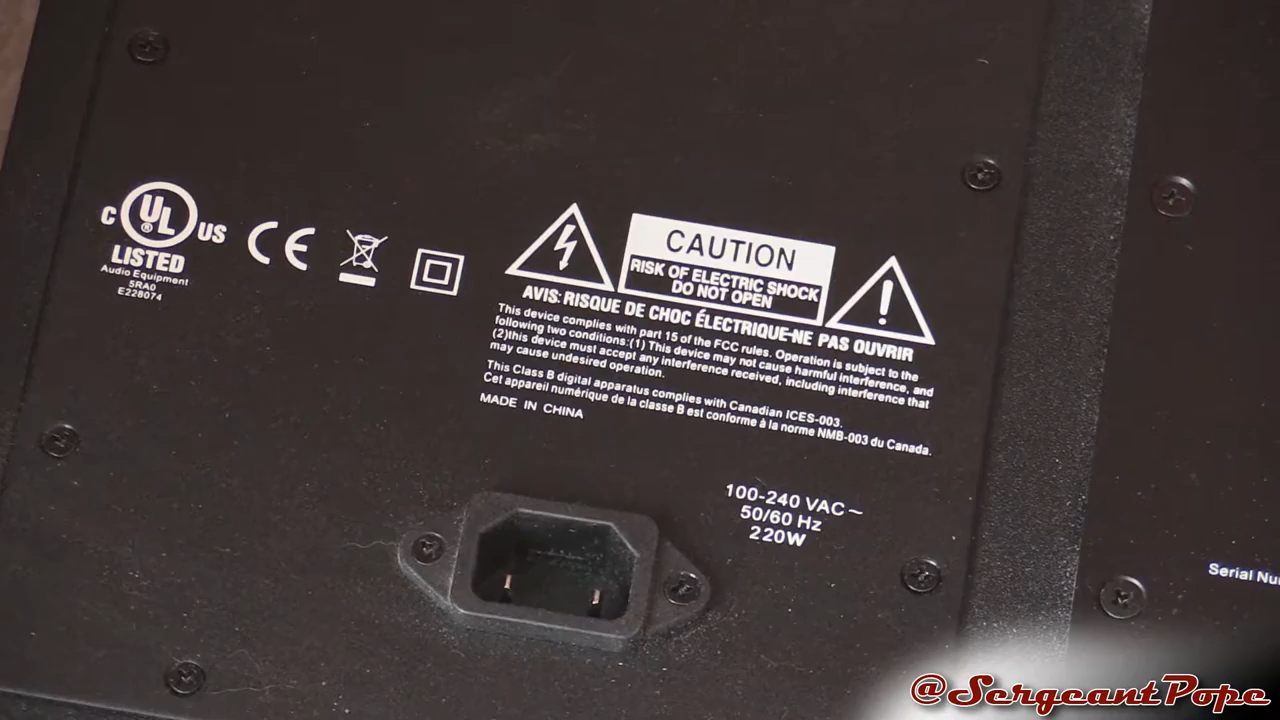 C UL® US
LISTED
Audio Equipment
5RA0
E228074
CE
CAUTION
RISK OF ELECTRIC SHOCK
DO NOT OPEN
AVIS: RISQUE DE CHOC ÉLECTRIQUE-NE PAS OUVRIR
This device complies with part 15 of the FCC rules. Operation is subject to the
following two conditions:(1) This device may not cause harmful interference, and
(2)this device must accept any interference received, including interference that
may cause undesired operation.
This Class B digital apparatus complies with Canadian ICES-003.
Cet appareil numérique de la classe B est conforme à la norme NMB-003 du Canada.
MADE IN CHINA
100-240 VAC~
50/60 Hz
220W
Serial Nu
@SergeantPope